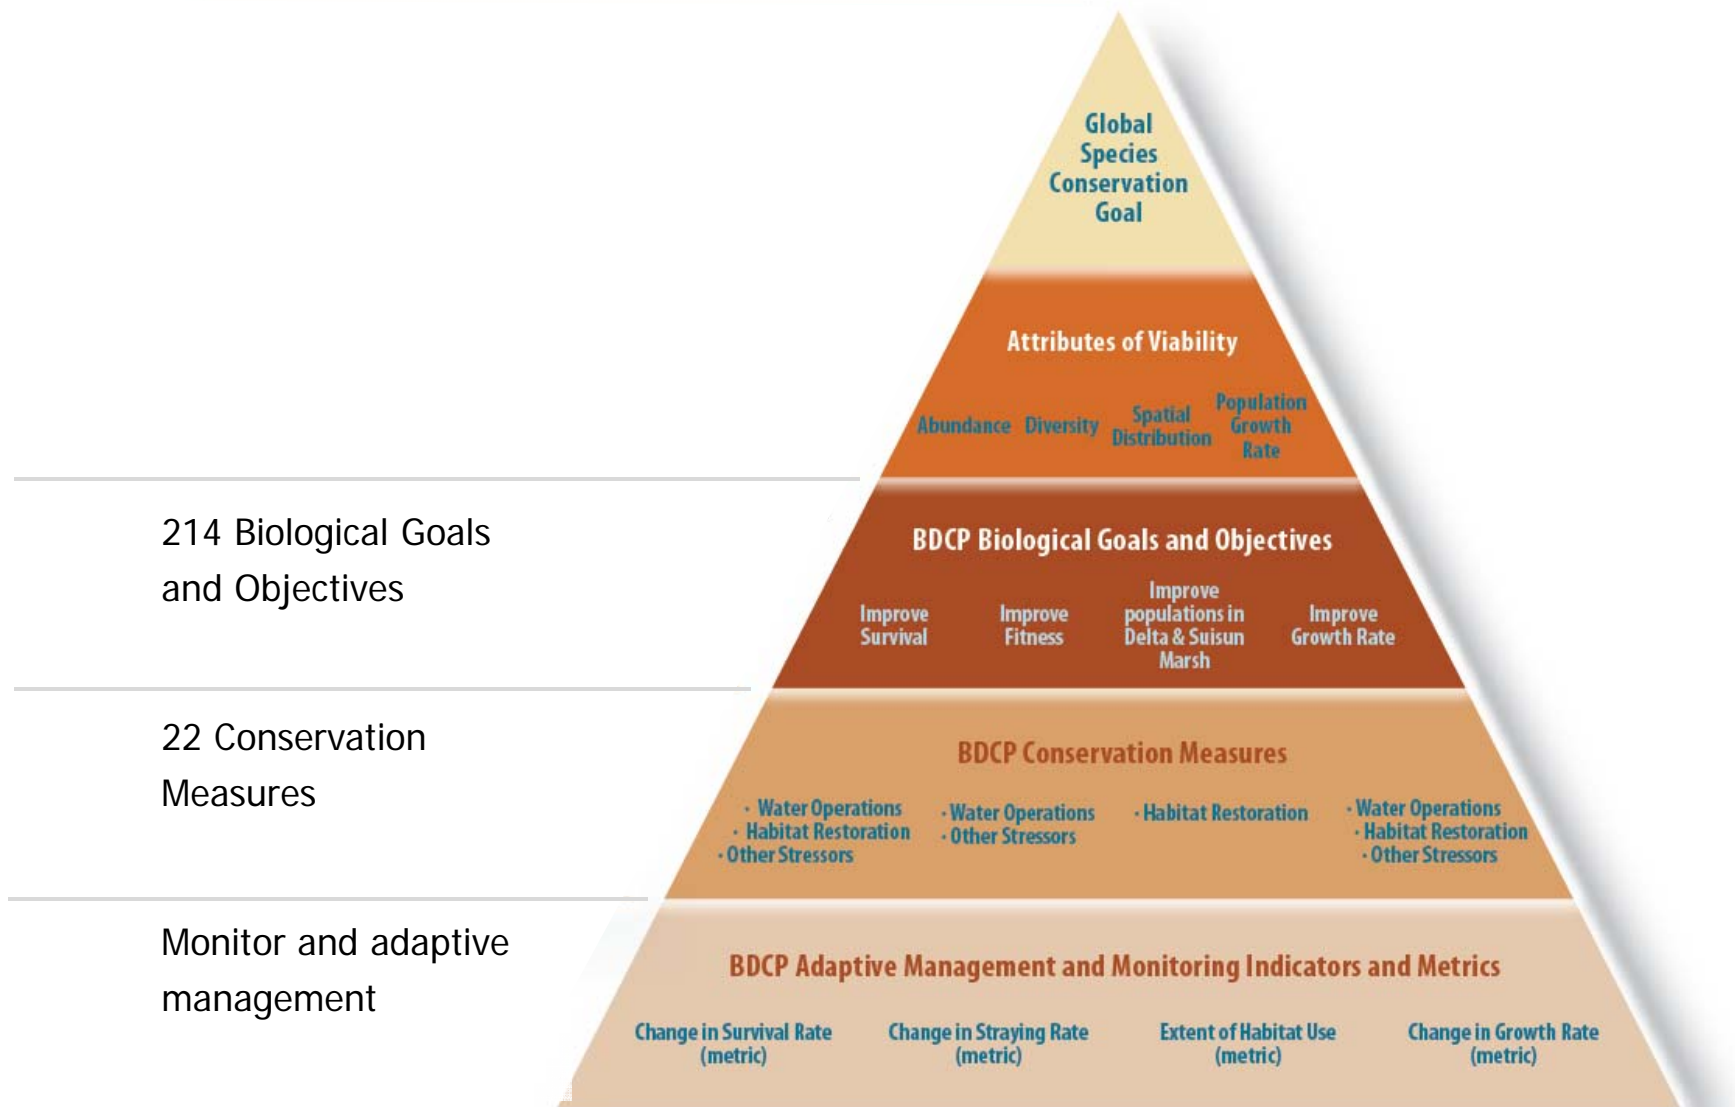 Global
Species
Conservation
Goal
Attributes of Viability
Abundance
Diversity
Spatial
Distribution
Population
Growth
Rate
214 Biological Goals
and Objectives
BDCP Biological Goals and Objectives
Improve
Survival
Improve
Fitness
Improve
populations in
Delta & Suisun
Marsh
Improve
Growth Rate
22 Conservation
Measures
BDCP Conservation Measures
· Water Operations
· Habitat Restoration
· Other Stressors
· Water Operations
· Other Stressors
· Habitat Restoration
· Water Operations
· Habitat Restoration
· Other Stressors
Monitor and adaptive
management
BDCP Adaptive Management and Monitoring Indicators and Metrics
Change in Survival Rate
(metric)
Change in Straying Rate
(metric)
Extent of Habitat Use
(metric)
Change in Growth Rate
(metric)